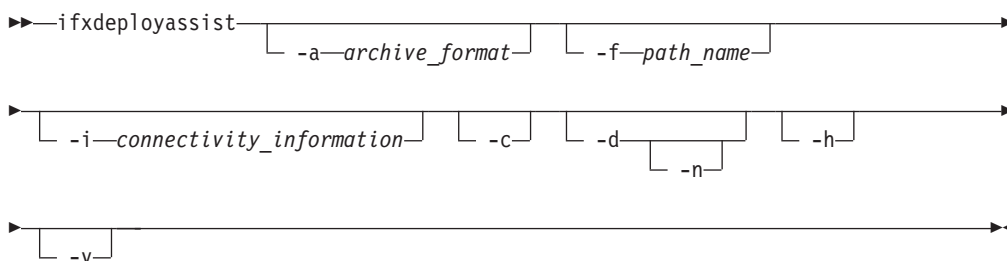 ifxdeployassist
-a archive_format -f path_name
-i connectivity_information -c -d -h
-n